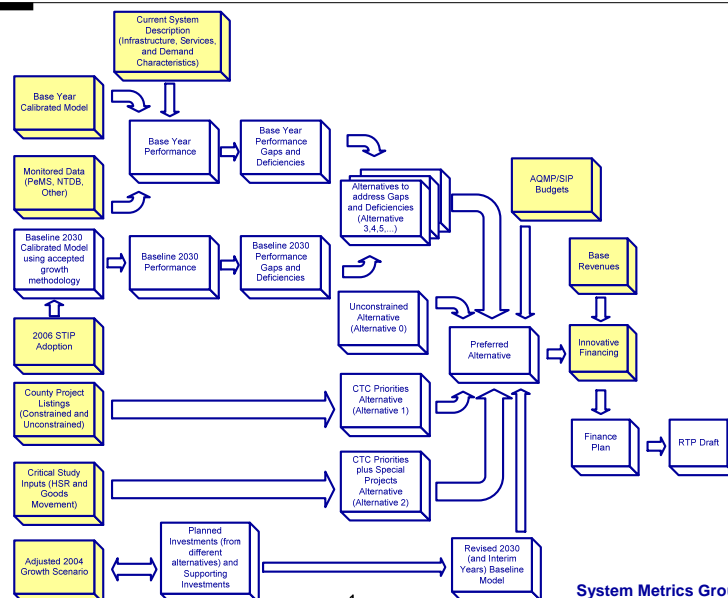 Current System
Description
(Infrastructure, Services,
and Demand
Characteristics)
Base Year
Calibrated Model
Base Year
Performance
Base Year
Performance
Gaps and
Deficiencies
Monitored Data
(PeMS, NTDB,
Other)
Alternatives to
address Gaps
and Deficiencies
(Alternative
3,4,5,...)
AQMP/SIP
Budgets
Baseline 2030
Calibrated Model
using accepted
growth
methodology
Baseline 2030
Performance
Baseline 2030
Performance
Gaps and
Deficiencies
Base
Revenues
Unconstrained
Alternative
(Alternative 0)
2006 STIP
Adoption
Preferred
Alternative
Innovative
Financing
County Project
Listings
(Constrained and
Unconstrained)
CTC Priorities
Alternative
(Alternative 1)
Finance
Plan
RTP Draft
Critical Study
Inputs (HSR and
Goods
Movement)
CTC Priorities
plus Special
Projects
Alternative
(Alternative 2)
Adjusted 2004
Growth Scenario
Planned
Investments (from
different
alternatives) and
Supporting
Investments
Revised 2030
(and Interim
Years) Baseline
Model
System Metrics Gro